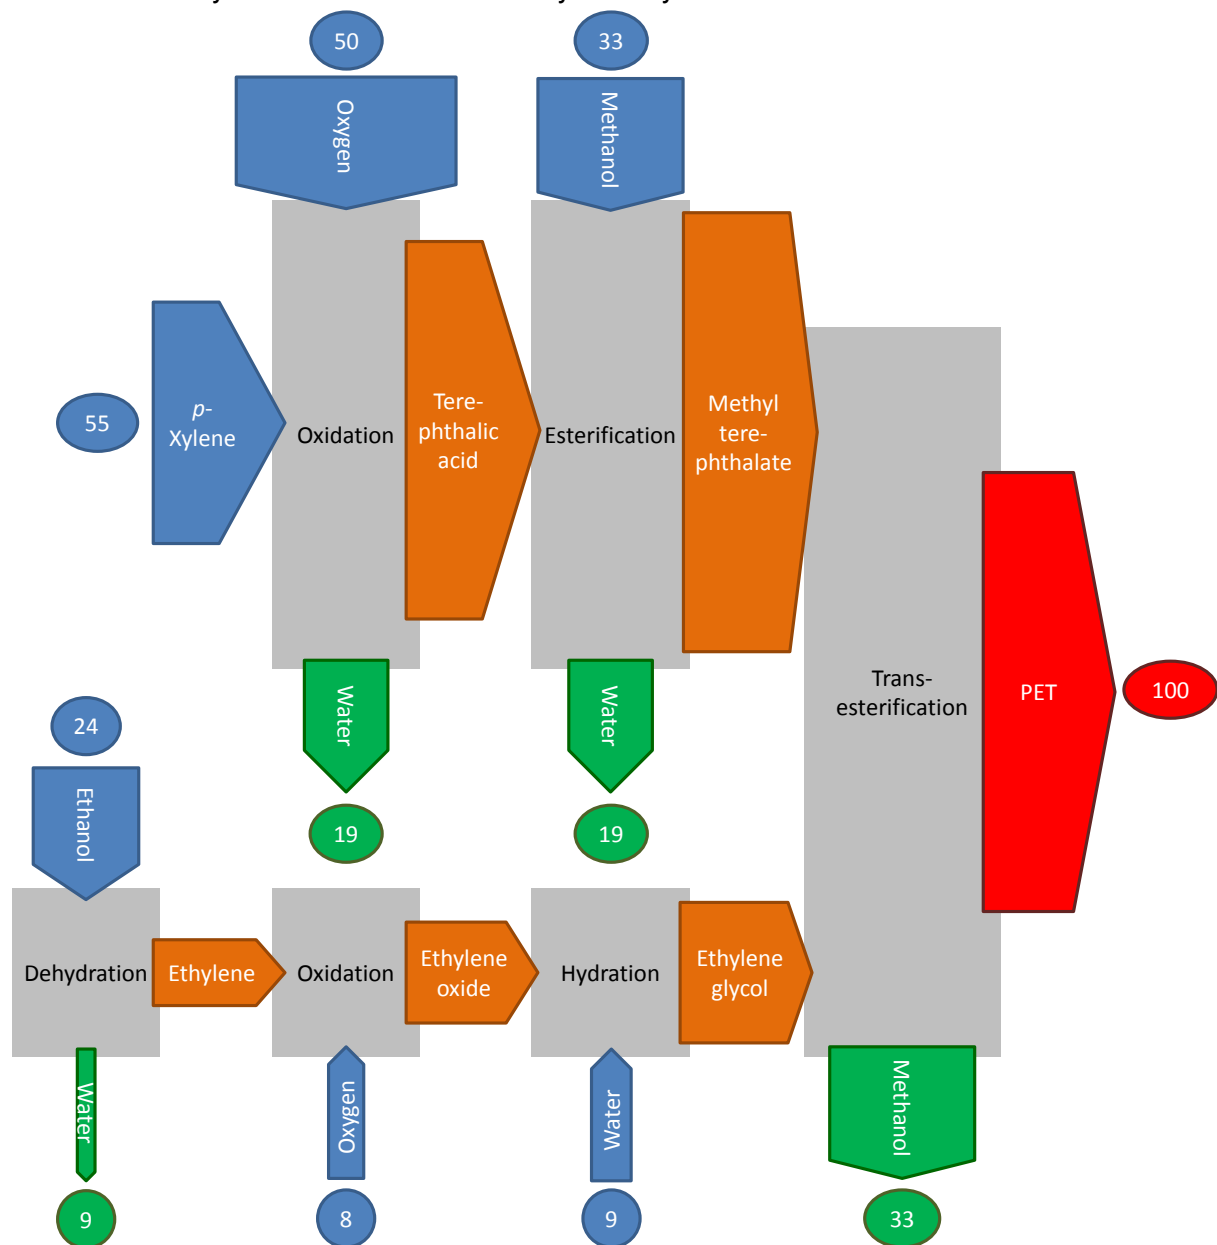 50
33
Oxygen
Methanol
55
p-
Xylene
Oxidation
Tere-
phthalic
acid
Esterification
Methyl
tere-
phthalate
Trans-
esterification
PET
100
Water
Water
19
19
24
Ethanol
Dehydration
Ethylene
Oxidation
Ethylene
oxide
Hydration
Ethylene
glycol
Water
Oxygen
Water
Methanol
9
8
9
33